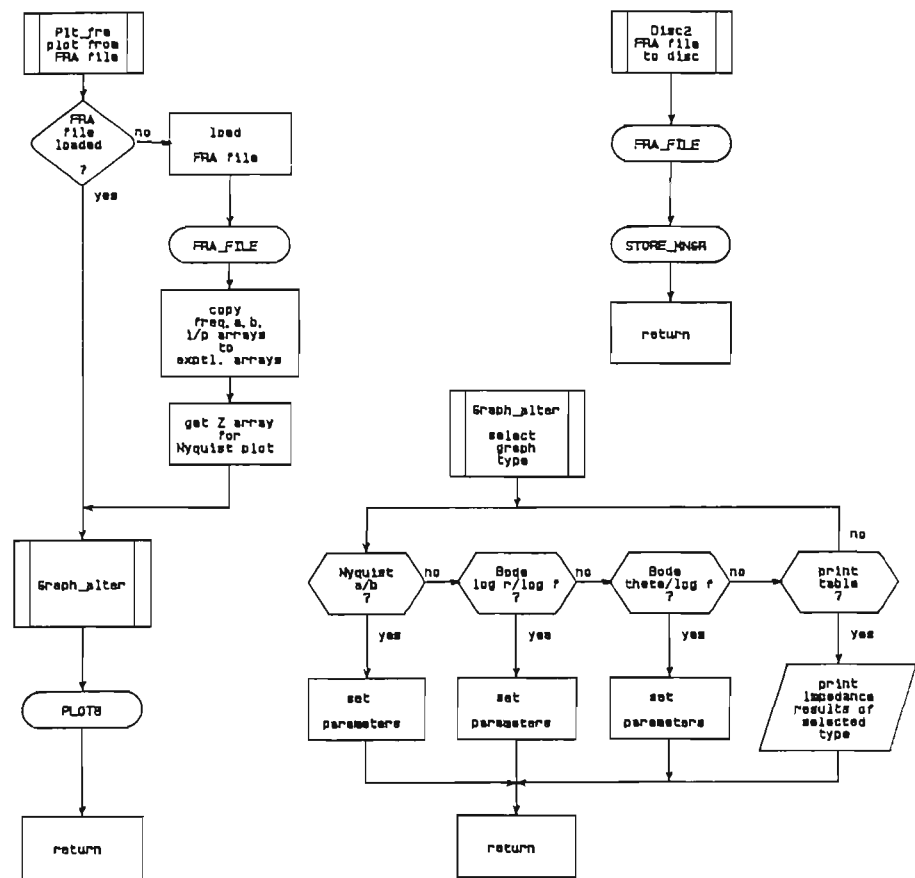 Plt_fra
plot from
FRA file
FRA
file
loaded
?
no
yes
load
FRA file
FRA_FILE
copy
freq,a,b,
i/p arrays
to
exptl. arrays
get Z array
for
Nyquist plot
Graph_alter
PLOT8
return
Disc2
FRA file
to disc
FRA_FILE
STORE_MNGR
return
Graph_alter
select
graph
type
Nyquist
a/b
?
no
yes
Bode
log r/log f
?
no
yes
Bode
theta/log f
?
no
yes
print
table
?
no
yes
set
parameters
set
parameters
set
parameters
print
impedance
results of
selected
type
return